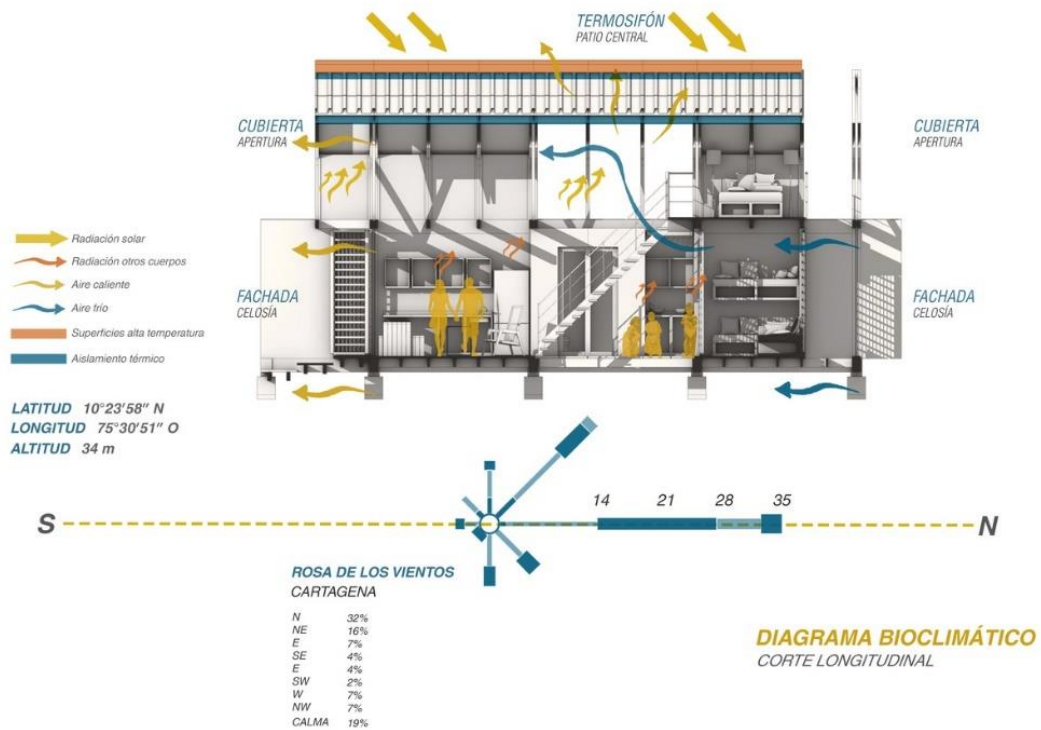 TERMOSIFÓN
PATIO CENTRAL
CUBIERTA
APERTURA
CUBIERTA
APERTURA
Radiación solar
Radiación otros cuerpos
Aire caliente
Aire frío
Superficies alta temperatura
Aislamiento térmico
FACHADA
CELOSÍA
FACHADA
CELOSÍA
LATITUD 10°23'58" N
LONGITUD 75°30'51" O
ALTITUD 34 m
14 21 28 35
S
N
ROSA DE LOS VIENTOS
CARTAGENA
N 32%
NE 16%
E 7%
SE 4%
E 4%
SW 2%
W 7%
NW 7%
CALMA 19%
DIAGRAMA BIOCLIMÁTICO
CORTE LONGITUDINAL